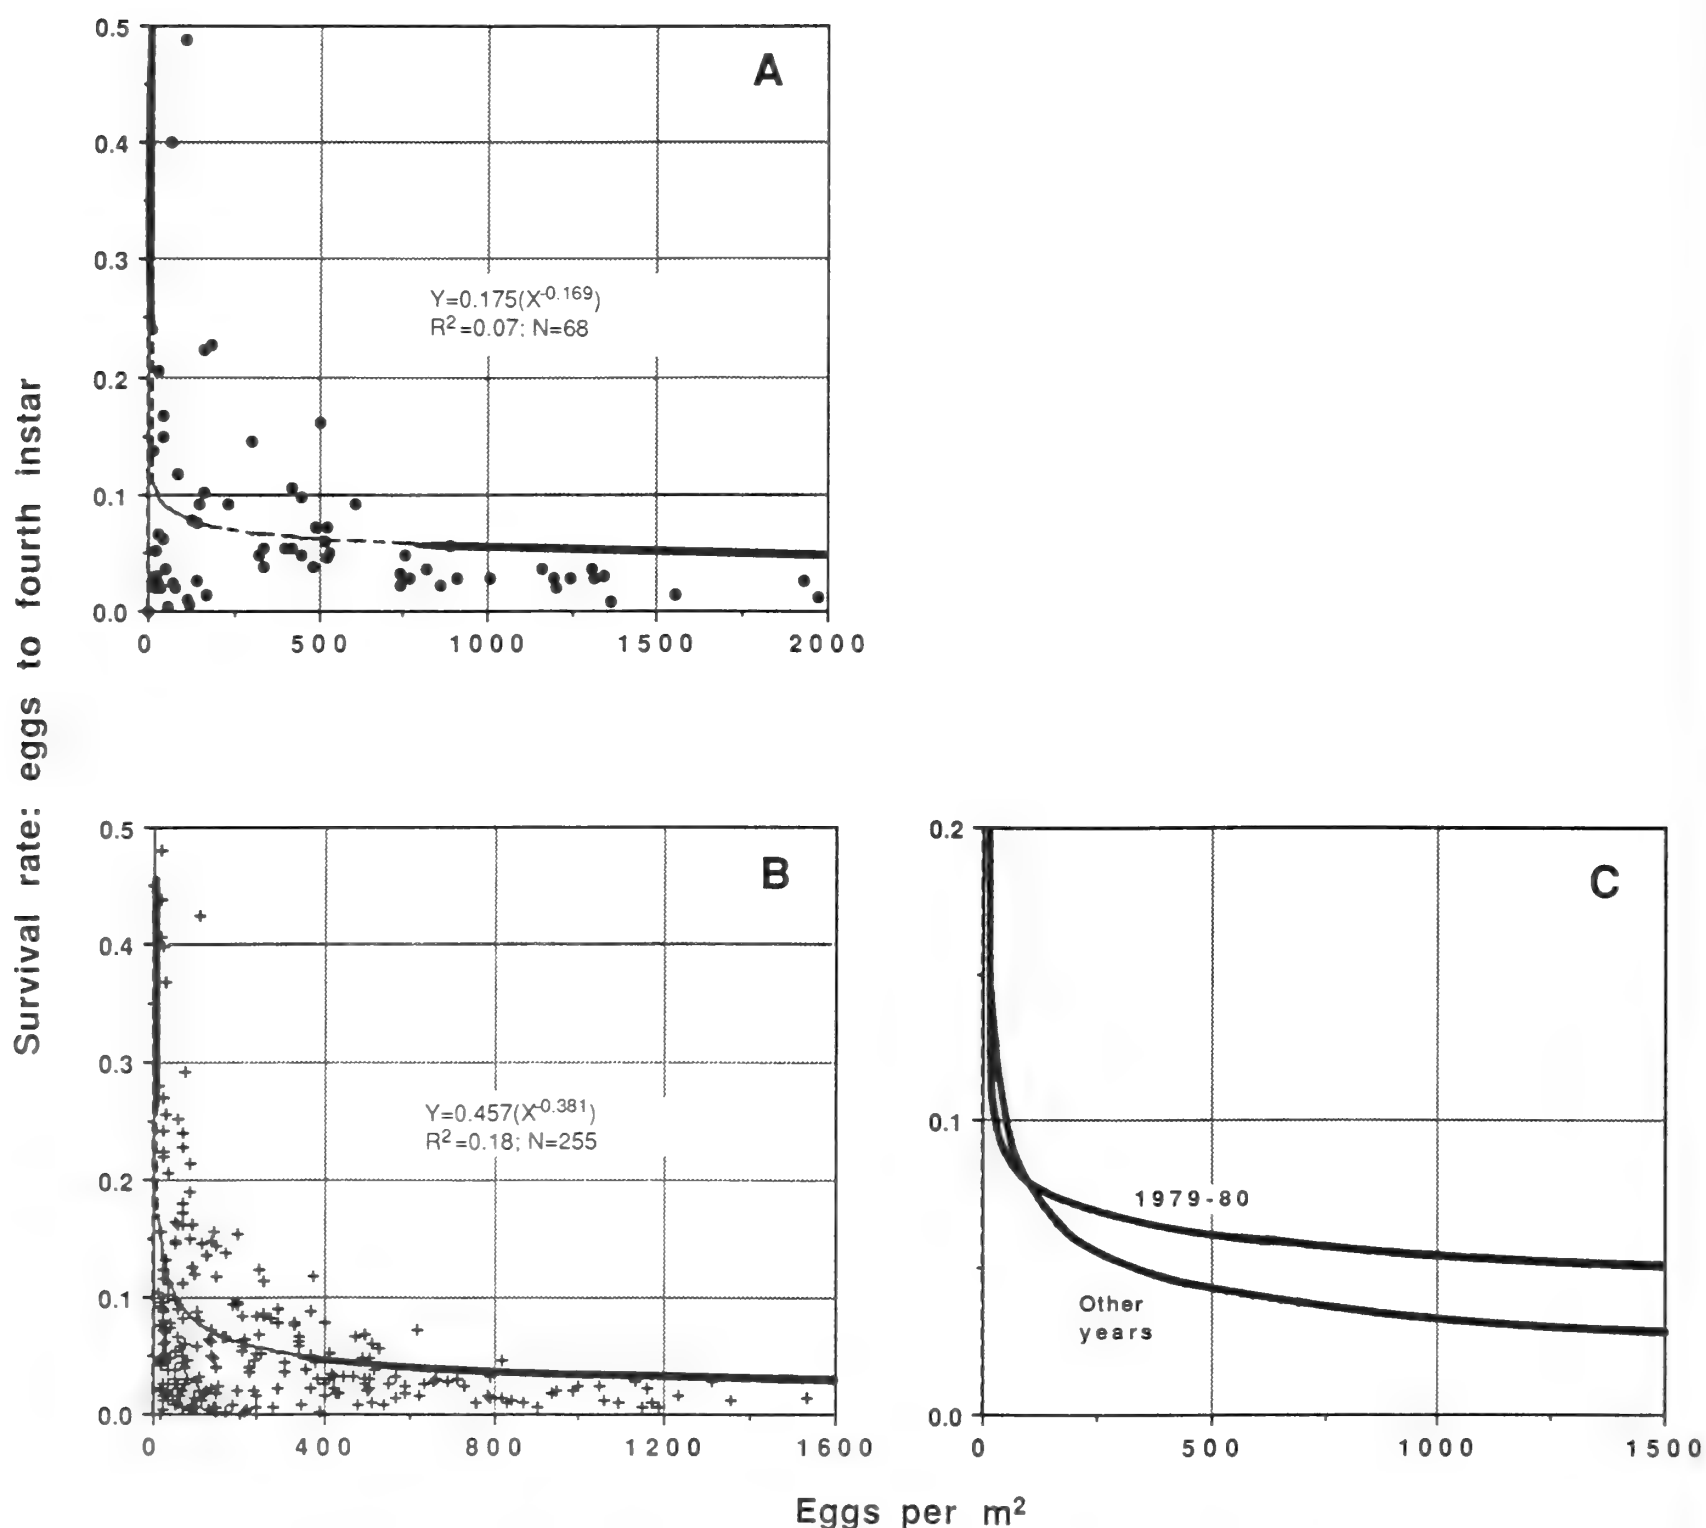 Survival rate: eggs to fourth instar
A
0.5
0.4
0.3
0.2
0.1
0.0
Y=0.175(X^-0.169)
R²=0.07: N=68
0 500 1000 1500 2000
B
0.5
0.4
0.3
0.2
0.1
0.0
Y=0.457(X^-0.381)
R²=0.18; N=255
0 400 800 1200 1600
C
0.2
0.1
0.0
1979-80
Other
years
0 500 1000 1500
Eggs per m²